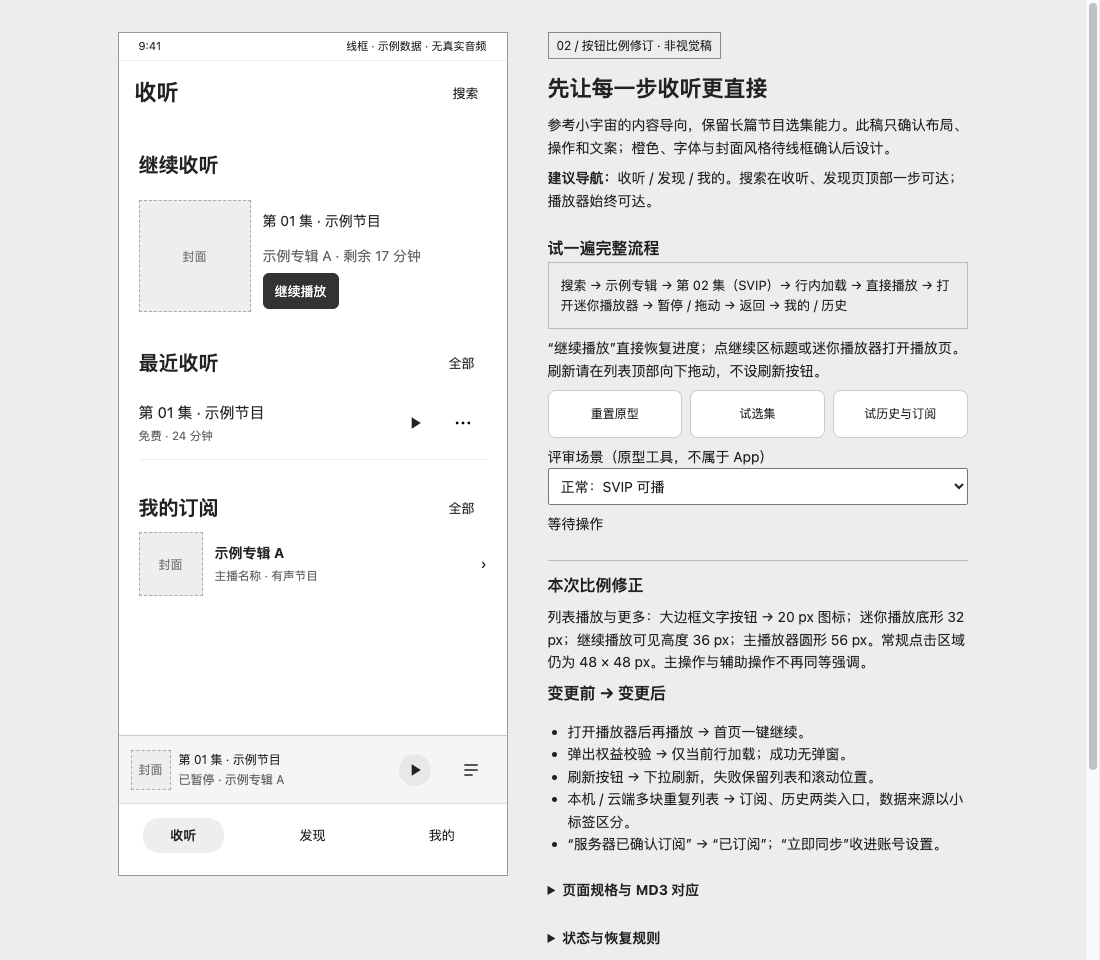 9:41
线框 · 示例数据 · 无真实音频
收听
搜索
继续收听
封面
第 01 集 · 示例节目
示例专辑 A · 剩余 17 分钟
继续播放
最近收听
全部
第 01 集 · 示例节目
免费 · 24 分钟
我的订阅
全部
封面
示例专辑 A
主播名称 · 有声节目
封面
第 01 集 · 示例节目
已暂停 · 示例专辑 A
收听
发现
我的
02 / 按钮比例修订 · 非视觉稿
先让每一步收听更直接
参考小宇宙的内容导向，保留长篇节目选集能力。此稿只确认布局、
操作和文案；橙色、字体与封面风格待线框确认后设计。
建议导航：收听 / 发现 / 我的。搜索在收听、发现页顶部一步可达；
播放器始终可达。
试一遍完整流程
搜索 → 示例专辑 → 第 02 集（SVIP）→ 行内加载 → 直接播放 → 打
开迷你播放器 → 暂停 / 拖动 → 返回 → 我的 / 历史
“继续播放”直接恢复进度；点继续区标题或迷你播放器打开播放页。
刷新请在列表顶部向下拖动，不设刷新按钮。
重置原型
试选集
试历史与订阅
评审场景（原型工具，不属于 App）
正常：SVIP 可播
等待操作
本次比例修正
列表播放与更多：大边框文字按钮 → 20 px 图标；迷你播放底形 32
px；继续播放可见高度 36 px；主播放器圆形 56 px。常规点击区域
仍为 48 × 48 px。主操作与辅助操作不再同等强调。
变更前 → 变更后
打开播放器后再播放 → 首页一键继续。
弹出权益校验 → 仅当前行加载；成功无弹窗。
刷新按钮 → 下拉刷新，失败保留列表和滚动位置。
本机 / 云端多块重复列表 → 订阅、历史两类入口，数据来源以小
标签区分。
“服务器已确认订阅” → “已订阅”；“立即同步”收进账号设置。
页面规格与 MD3 对应
状态与恢复规则